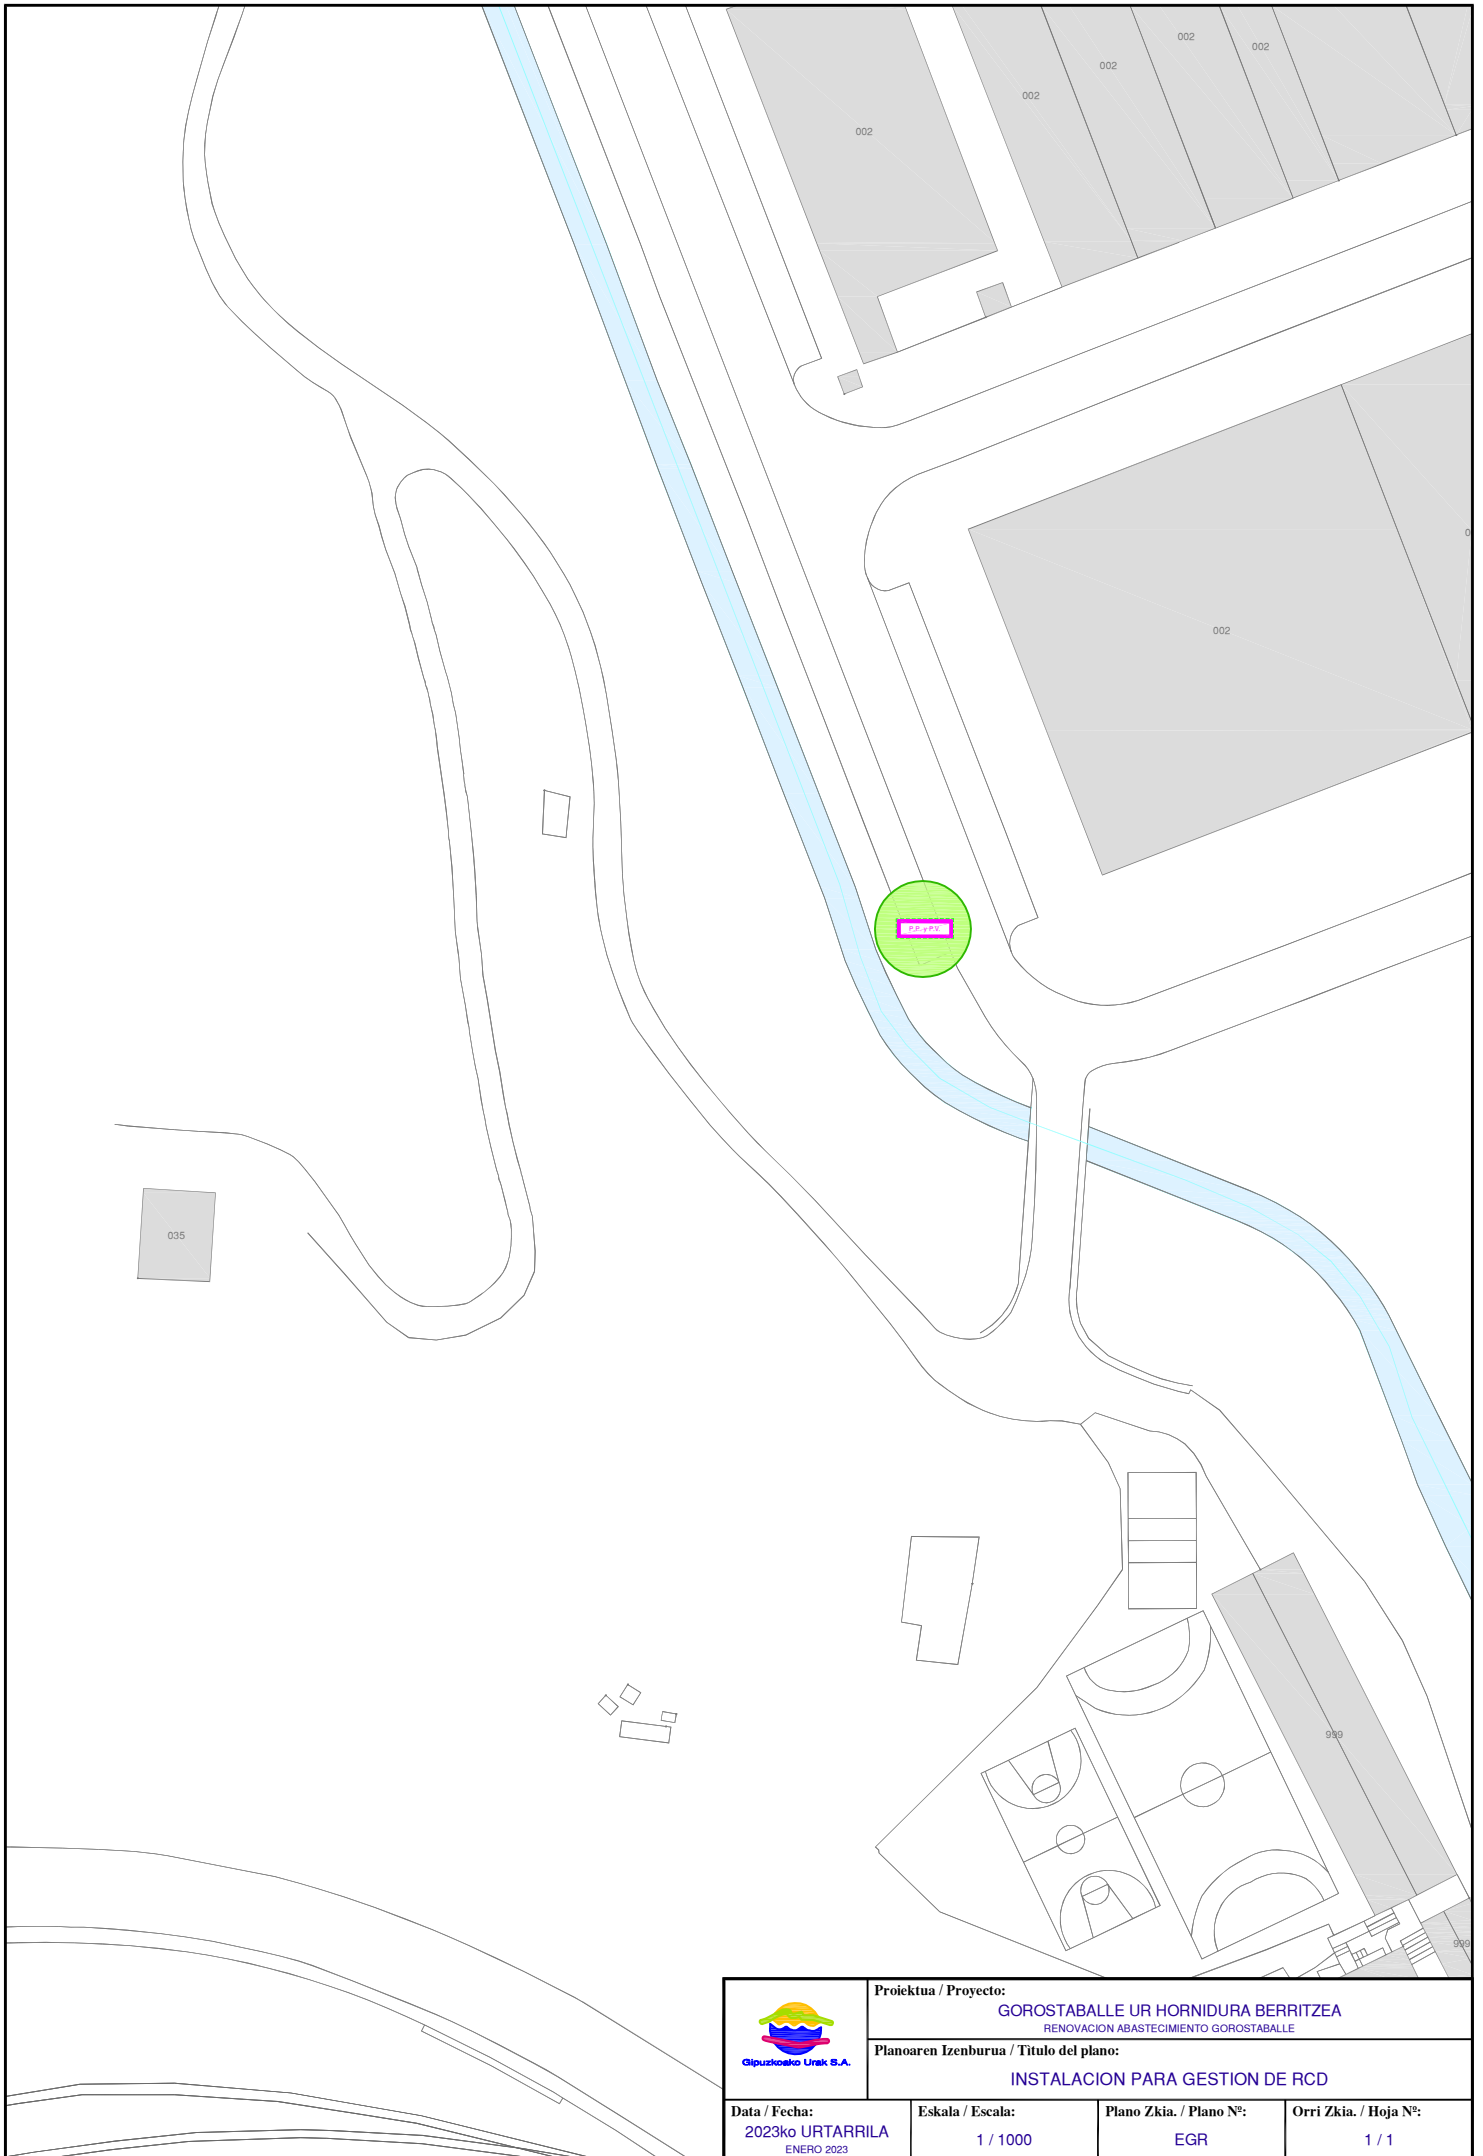 002
002
002
002
002
002
P.R. y P.V.
035
999
999
Gipuzkoako Urak S.A.
Proiektua / Proyecto:
GOROSTABALLE UR HORNIDURA BERRITZEA
RENOVACION ABASTECIMIENTO GOROSTABALLE
Planoaren Izenburua / Titulo del plano:
INSTALACION PARA GESTION DE RCD
Data / Fecha:
2023ko URTARRILA
ENERO 2023
Eskala / Escala:
1 / 1000
Plano Zkia. / Plano Nº:
EGR
Orri Zkia. / Hoja Nº:
1 / 1